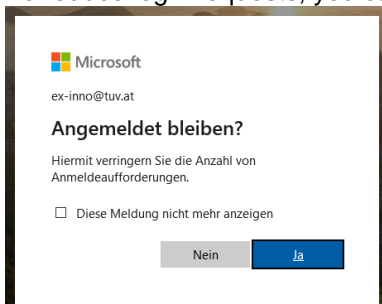 Microsoft
ex-inno@tuv.at
Angemeldet bleiben?
Hiermit verringern Sie die Anzahl von
Anmeldeaufforderungen.
Diese Meldung nicht mehr anzeigen
Nein
Ja